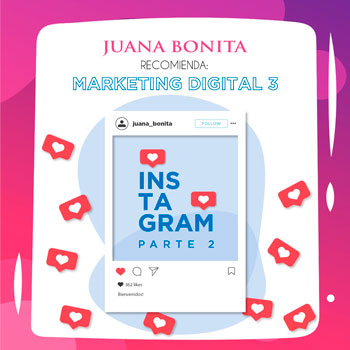 JUANA BONITA
RECOMIENDA:
MARKETING DIGITAL 3
juana_bonita
FOLLOW
INS
TA
GRAM
PARTE 2
362 likes
Bienvenidos!